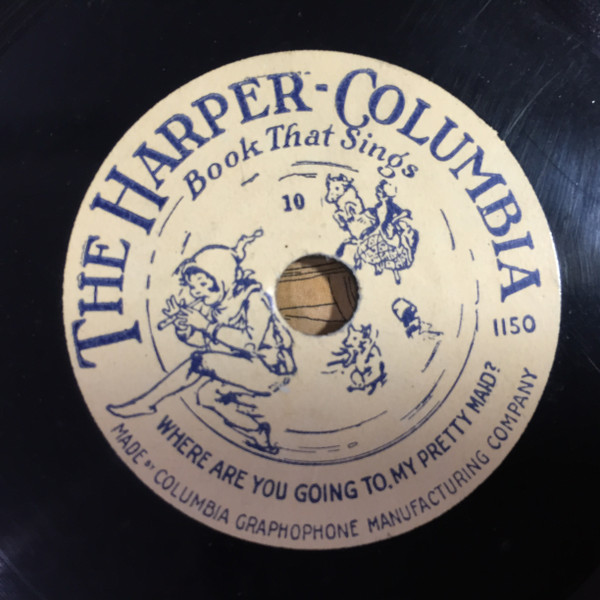 THE HARPER-COLUMBIA
Book That Sings
10
1150
WHERE ARE YOU GOING TO, MY PRETTY MAID?
MADE BY COLUMBIA GRAPHOPHONE MANUFACTURING COMPANY